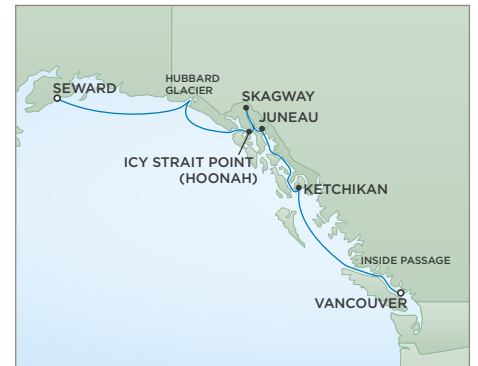 HUBBARD
GLACIER
SEWARD
SKAGWAY
JUNEAU
ICY STRAIT POINT
(HOONAH)
KETCHIKAN
INSIDE PASSAGE
VANCOUVER